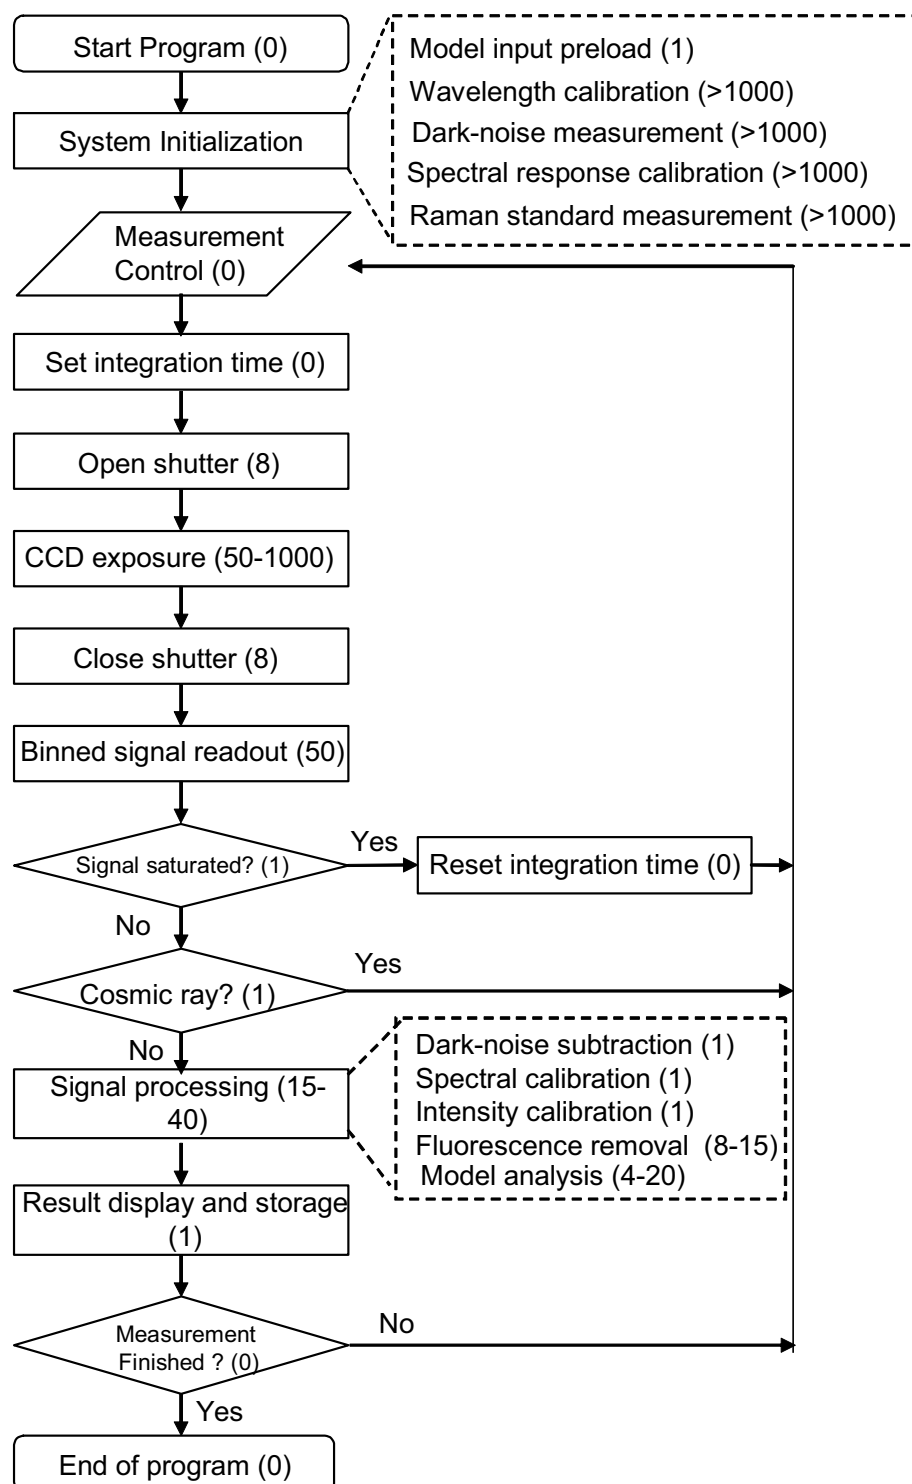 Start Program (0)
System Initialization
Model input preload (1)
Wavelength calibration (>1000)
Dark-noise measurement (>1000)
Spectral response calibration (>1000)
Raman standard measurement (>1000)
Measurement
Control (0)
Set integration time (0)
Open shutter (8)
CCD exposure (50-1000)
Close shutter (8)
Binned signal readout (50)
Signal saturated? (1)
Yes
Reset integration time (0)
No
Cosmic ray? (1)
Yes
No
Signal processing (15-
40)
Dark-noise subtraction (1)
Spectral calibration (1)
Intensity calibration (1)
Fluorescence removal (8-15)
Model analysis (4-20)
Result display and storage
(1)
Measurement
Finished ? (0)
No
Yes
End of program (0)